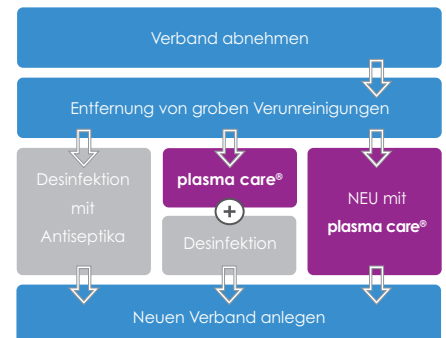 Verband abnehmen
Entfernung von groben Verunreinigungen
Desinfektion
mit
Antiseptika
plasma care®
+
Desinfektion
NEU mit
plasma care®
Neuen Verband anlegen